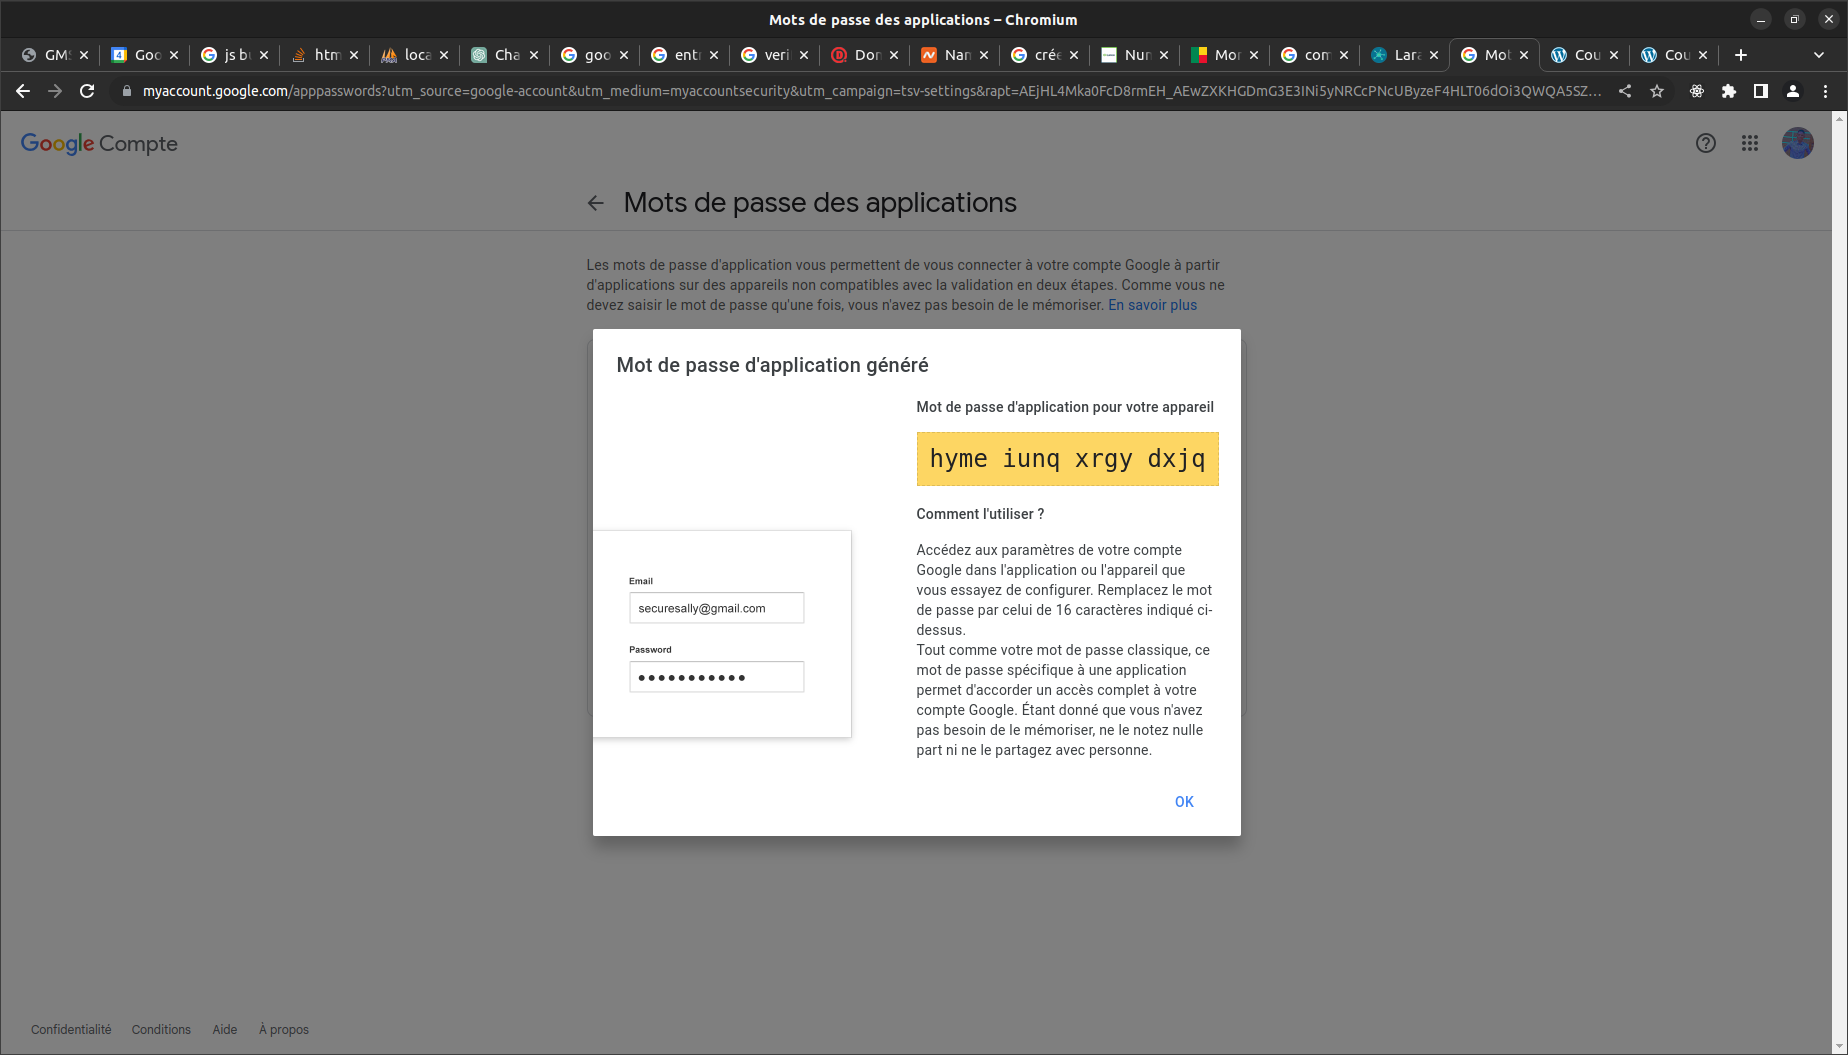 Mots de passe des applications – Chromium
GMS
Goo
js bu
htm
loca
Cha
goo
enti
veri
Don
Nan
crée
Nun
Mor
com
Lara
Mot
Cou
Cou
myaccount.google.com/apppasswords?utm_source=google-account&utm_medium=myaccountsecurity&utm_campaign=tsv-settings&rapt=AEjHL4Mka0FcD8rmEH_AEwZXKHGDmG3E3INi5yNRCcPNcUByzeF4HLT06dOi3QWQA5SZ...
Google Compte
Mots de passe des applications
Les mots de passe d'application vous permettent de vous connecter à votre compte Google à partir
d'applications sur des appareils non compatibles avec la validation en deux étapes. Comme vous ne
devez saisir le mot de passe qu'une fois, vous n'avez pas besoin de le mémoriser. En savoir plus
Mot de passe d'application généré
Mot de passe d'application pour votre appareil
hyme iunq xrgy dxjq
Comment l'utiliser ?
Accédez aux paramètres de votre compte
Google dans l'application ou l'appareil que
vous essayez de configurer. Remplacez le mot
de passe par celui de 16 caractères indiqué ci-
dessus.
Tout comme votre mot de passe classique, ce
mot de passe spécifique à une application
permet d'accorder un accès complet à votre
compte Google. Étant donné que vous n'avez
pas besoin de le mémoriser, ne le notez nulle
part ni ne le partagez avec personne.
Email
securesally@gmail.com
Password
OK
Confidentialité
Conditions
Aide
À propos